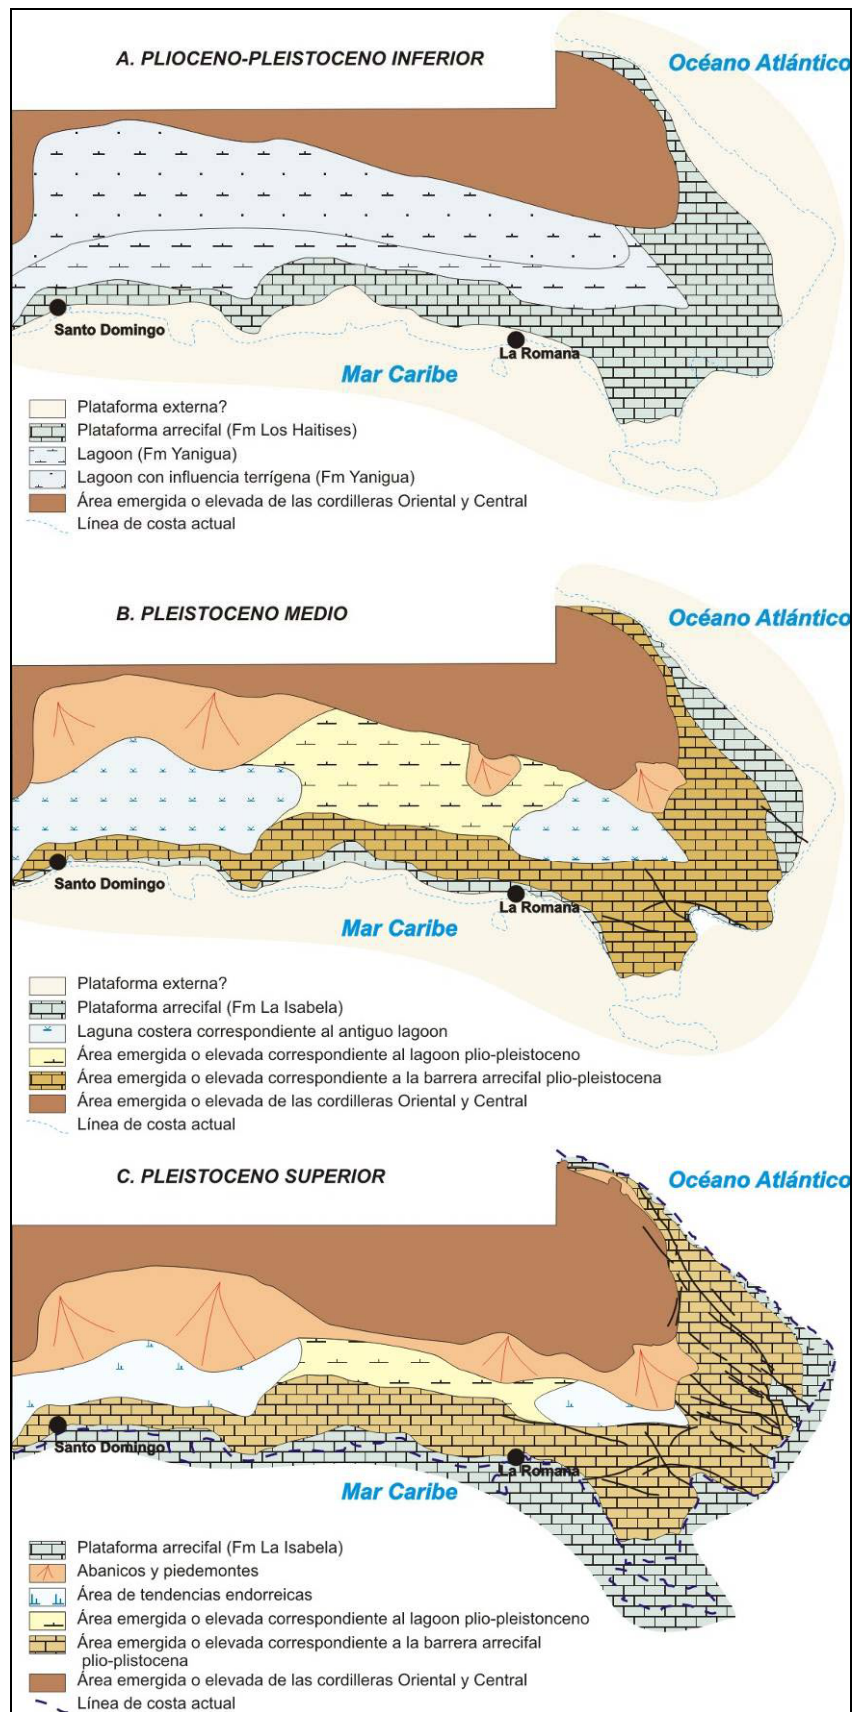 A. PLIOCENO-PLEISTOCENO INFERIOR
Océano Atlántico
Santo Domingo
La Romana
Mar Caribe
Plataforma externa?
Plataforma arrecifal (Fm Los Haitises)
Lagoon (Fm Yanigua)
Lagoon con influencia terrígena (Fm Yanigua)
Área emergida o elevada de las cordilleras Oriental y Central
Línea de costa actual
B. PLEISTOCENO MEDIO
Océano Atlántico
Santo Domingo
La Romana
Mar Caribe
Plataforma externa?
Plataforma arrecifal (Fm La Isabela)
Laguna costera correspondiente al antiguo lagoon
Área emergida o elevada correspondiente al lagoon plio-pleistoceno
Área emergida o elevada correspondiente a la barrera arrecifal plio-pleistocena
Área emergida o elevada de las cordilleras Oriental y Central
Línea de costa actual
C. PLEISTOCENO SUPERIOR
Océano Atlántico
Santo Domingo
La Romana
Mar Caribe
Plataforma arrecifal (Fm La Isabela)
Abanicos y piedemontes
Área de tendencias endorreicas
Área emergida o elevada correspondiente al lagoon plio-pleistonceno
Área emergida o elevada correspondiente a la barrera arrecifal
plio-plistocena
Área emergida o elevada de las cordilleras Oriental y Central
Línea de costa actual